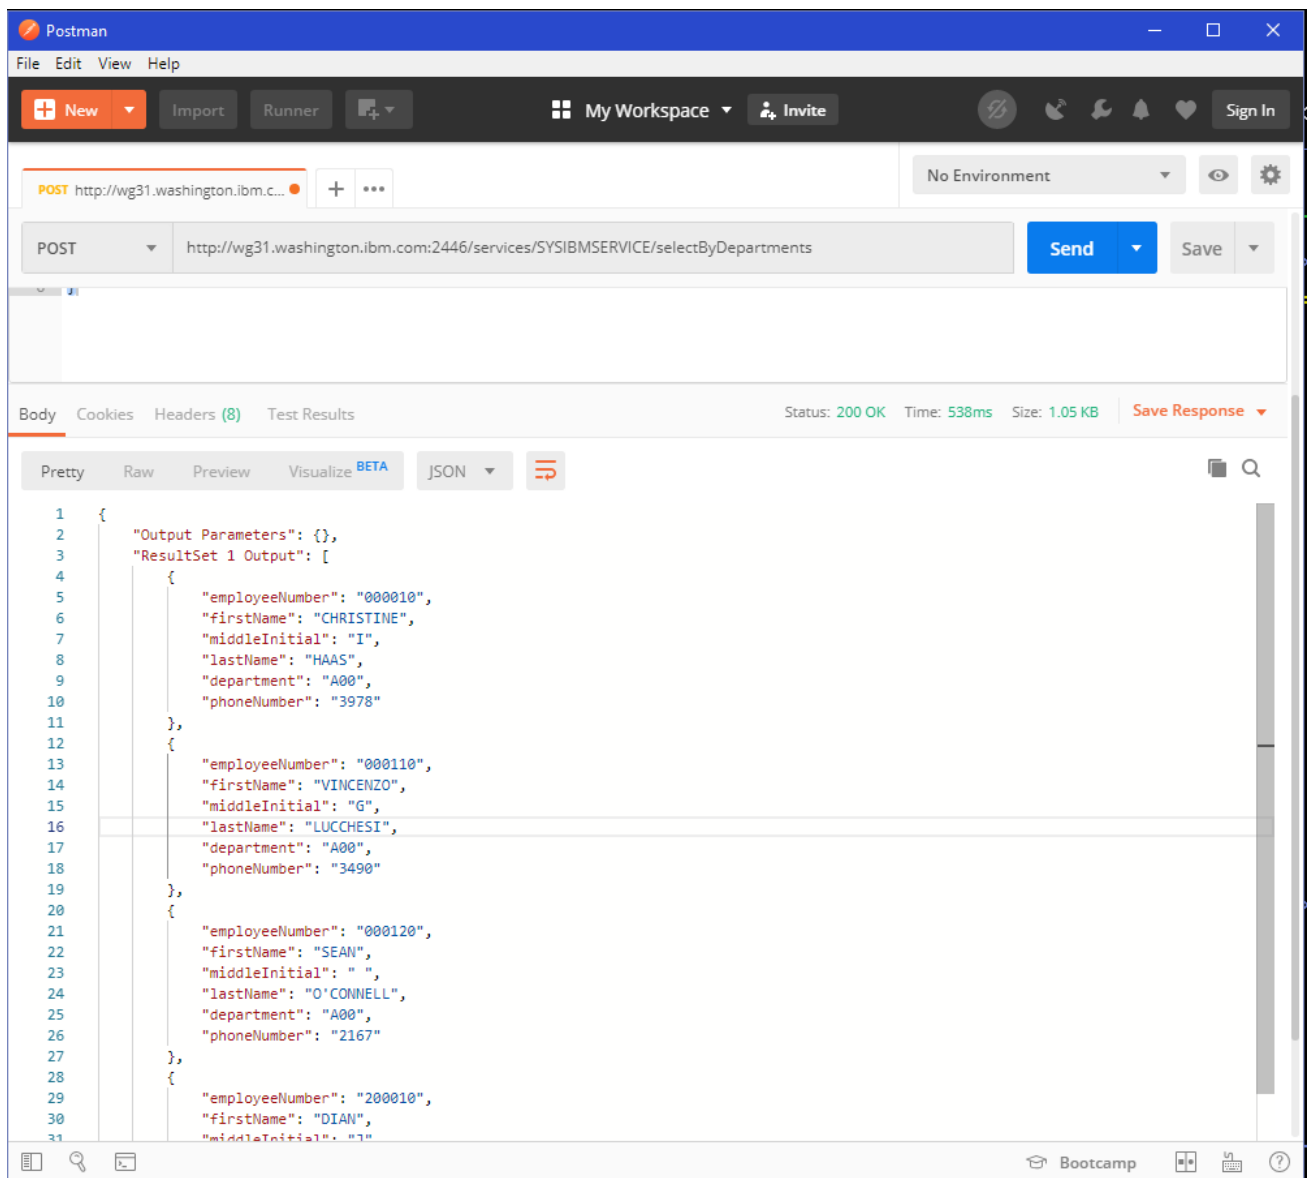 Postman
File Edit View Help
New Import Runner My Workspace Invite Sign In
POST http://wg31.washington.ibm.c... No Environment
POST http://wg31.washington.ibm.com:2446/services/SYSIBMSERVICE/selectByDepartments Send Save
Body Cookies Headers (8) Test Results Status: 200 OK Time: 538ms Size: 1.05 KB Save Response
Pretty Raw Preview Visualize BETA JSON
1 {
2 "Output Parameters": {},
3 "ResultSet 1 Output": [
4 {
5 "employeeNumber": "000010",
6 "firstName": "CHRISTINE",
7 "middleInitial": "I",
8 "lastName": "HAAS",
9 "department": "A00",
10 "phoneNumber": "3978"
11 },
12 {
13 "employeeNumber": "000110",
14 "firstName": "VINCENZO",
15 "middleInitial": "G",
16 "lastName": "LUCCHESI",
17 "department": "A00",
18 "phoneNumber": "3490"
19 },
20 {
21 "employeeNumber": "000120",
22 "firstName": "SEAN",
23 "middleInitial": " ",
24 "lastName": "O'CONNELL",
25 "department": "A00",
26 "phoneNumber": "2167"
27 },
28 {
29 "employeeNumber": "200010",
30 "firstName": "DIAN",
31 "middleInitial": "J"
Bootcamp